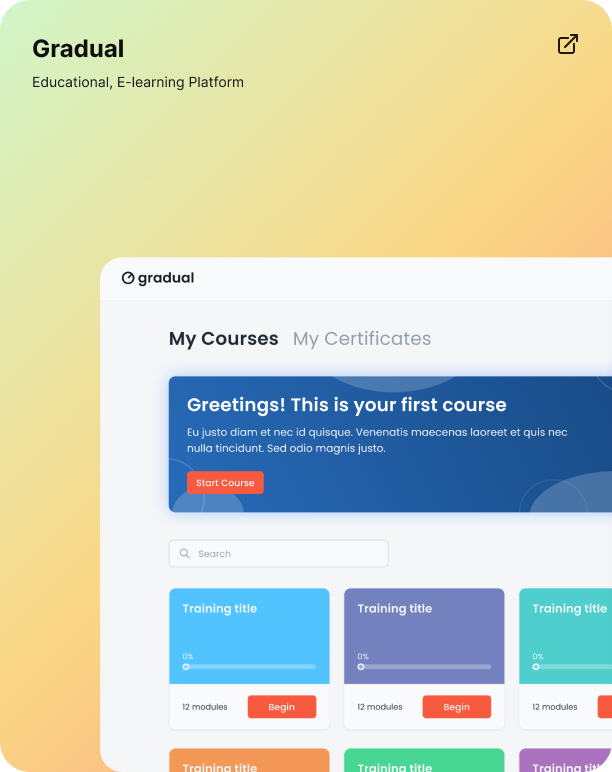 Gradual
Educational, E-learning Platform
gradual
My Courses My Certificates
Greetings! This is your first course
Eu justo diam et nec id quisque. Venenatis maecenas laoreet et quis nec
nulla tincidunt. Sed odio magnis justo.
Start Course
Search
Training title Training title Training title
0% 0% 0%
12 modules Begin 12 modules Begin 12 modules
Training title Training title Training title